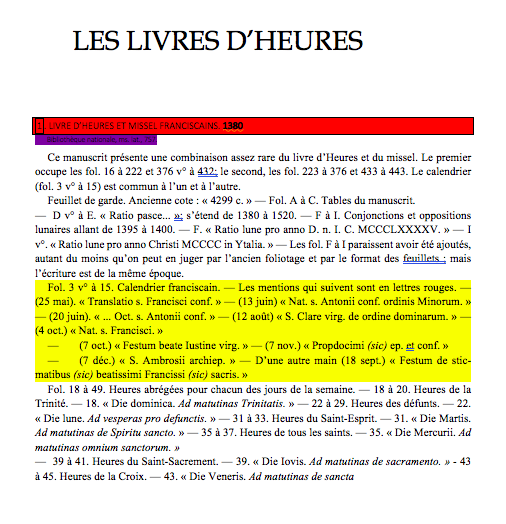 LES LIVRES D’HEURES
1. LIVRE D'HEURES ET MISSEL FRANCISCAINS. 1380
Bibliothèque nationale, ms. lat., 757
Ce manuscrit présente une combinaison assez rare du livre d’Heures et du missel. Le premier
occupe les fol. 16 à 222 et 376 v° à 432; le second, les fol. 223 à 376 et 433 à 443. Le calendrier
(fol. 3 v° à 15) est commun à l’un et à l’autre.
Feuillet de garde. Ancienne cote : « 4299 c. » — Fol. A à C. Tables du manuscrit.
— D v° à E. « Ratio pasce... »; s’étend de 1380 à 1520. — F à I. Conjonctions et oppositions
lunaires allant de 1395 à 1400. — F. « Ratio lune pro anno D. n. I. C. MCCCLXXXXV. » — I
v°. « Ratio lune pro anno Christi MCCCC in Ytalia. » — Les fol. F à I paraissent avoir été ajoutés,
autant du moins qu’on peut en juger par l’ancien foliotage et par le format des feuillets ; mais
l’écriture est de la même époque.
Fol. 3 v° à 15. Calendrier franciscain. — Les mentions qui suivent sont en lettres rouges. —
(25 mai). « Translatio s. Francisci conf. » — (13 juin) « Nat. s. Antonii conf. ordinis Minorum. »
— (20 juin). « ... Oct. s. Antonii conf. » — (12 août) « S. Clare virg. de ordine dominarum. » —
(4 oct.) « Nat. s. Francisci. »
— (7 oct.) « Festum beate Iustine virg. » — (7 nov.) « Propdocimi (sic) ep. et conf. »
— (7 déc.) « S. Ambrosii archiep. » — D’une autre main (18 sept.) « Festum de stic-
matibus (sic) beatissimi Francissi (sic) sacris. »
Fol. 18 à 49. Heures abrégées pour chacun des jours de la semaine. — 18 à 20. Heures de la
Trinité. — 18. « Die dominica. Ad matutinas Trinitatis. » — 22 à 29. Heures des défunts. — 22.
« Die lune. Ad vesperas pro defunctis. » — 31 à 33. Heures du Saint-Esprit. — 31. « Die Martis.
Ad matutinas de Spiritu sancto. » — 35 à 37. Heures de tous les saints. — 35. « Die Mercurii. Ad
matutinas omnium sanctorum. »
— 39 à 41. Heures du Saint-Sacrement. — 39. « Die Iovis. Ad matutinas de sacramento. » - 43
à 45. Heures de la Croix. — 43. « Die Veneris. Ad matutinas de sancta